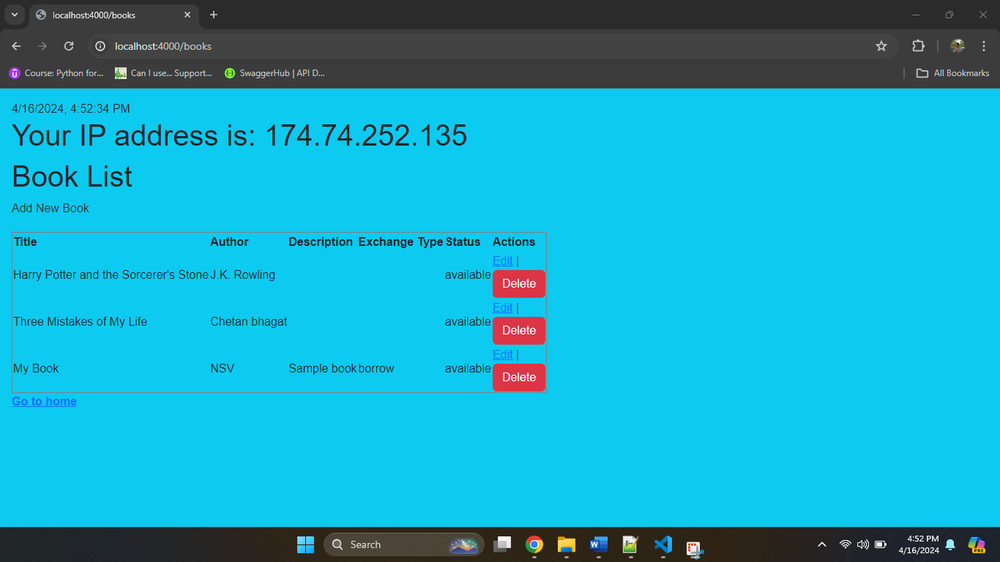 localhost:4000/books
localhost:4000/books
Course: Python for... Can I use... Support... SwaggerHub | API D... All Bookmarks
4/16/2024, 4:52:34 PM
Your IP address is: 174.74.252.135
Book List
Add New Book
Title Author Description Exchange Type Status Actions
Harry Potter and the Sorcerer's Stone J.K. Rowling available Edit |
Delete
Three Mistakes of My Life Chetan bhagat available Edit |
Delete
My Book NSV Sample book borrow available Edit |
Delete
Go to home
Search
4:52 PM
4/16/2024
PRE